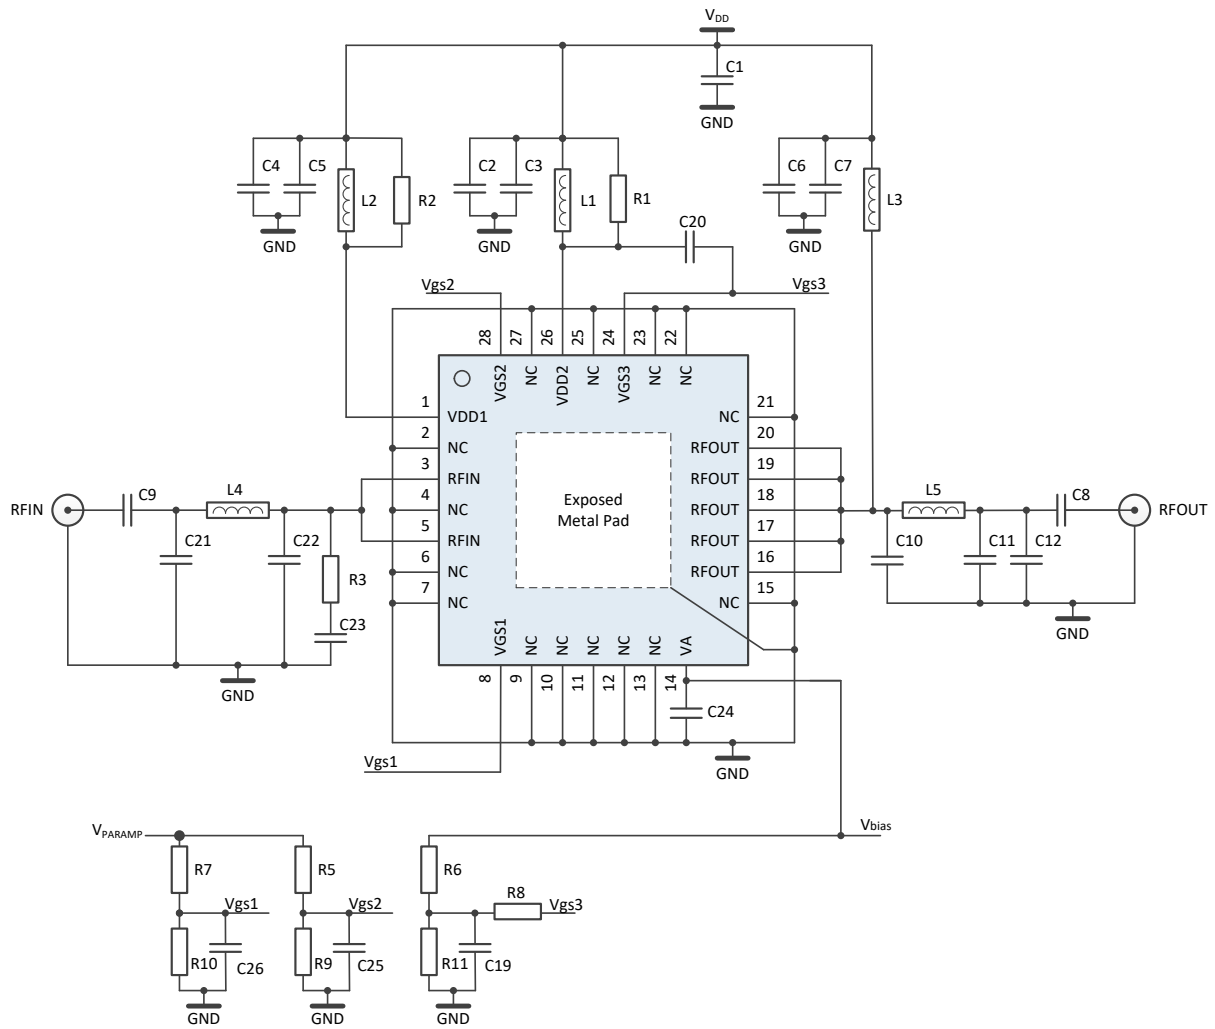 VDD
C1
GND
C4
C5
L2
R2
GND
C2
C3
L1
R1
GND
C20
C6
C7
L3
GND
Vgs2
Vgs3
28
27
26
25
24
23
22
VGS2
NC
VDD2
NC
VGS3
NC
NC
1
VDD1
2
NC
3
RFIN
4
NC
5
RFIN
6
NC
7
NC
21
NC
20
RFOUT
19
RFOUT
18
RFOUT
17
RFOUT
16
RFOUT
15
NC
Exposed
Metal Pad
RFIN
C9
L4
C21
C22
R3
C23
GND
L5
C8
RFOUT
C10
C11
C12
GND
VGS1
NC
NC
NC
NC
NC
VA
8
9
10
11
12
13
14
C24
GND
Vgs1
VPARAMP
Vbias
R7
R5
R6
R8
Vgs1
Vgs2
Vgs3
R10
C26
R9
C25
R11
C19
GND
GND
GND